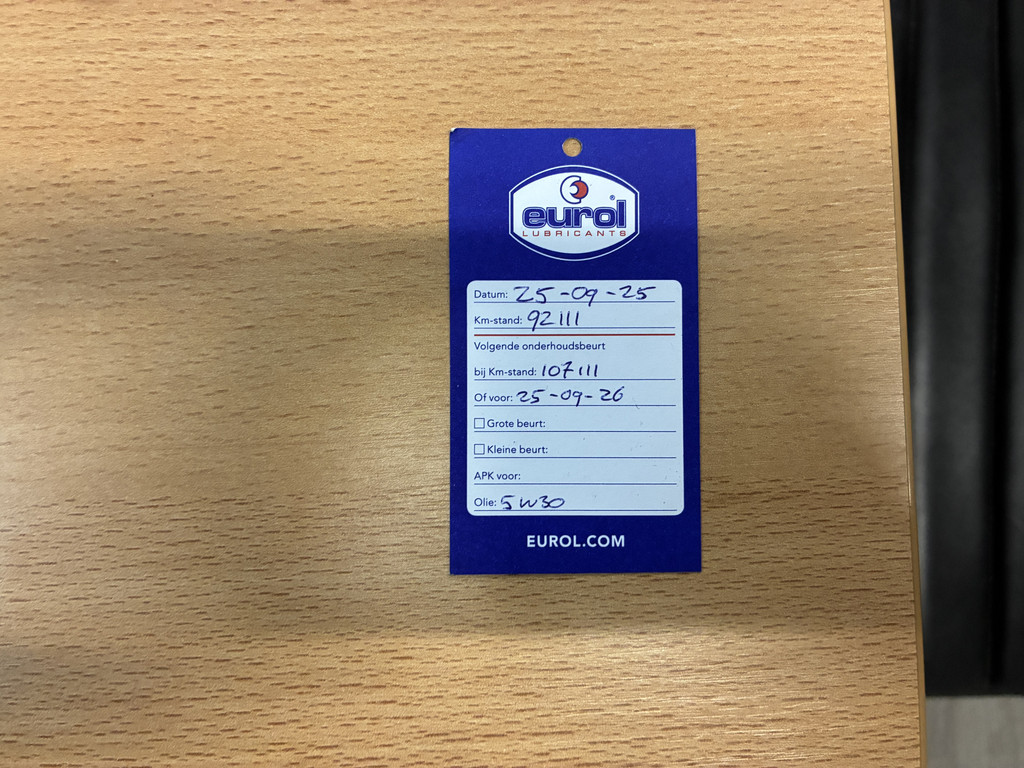 eurol®
LUBRICANTS
Datum: 25-09-25
Km-stand: 92111
Volgende onderhoudsbeurt
bij Km-stand: 107111
Of voor: 25-09-26
Grote beurt:
Kleine beurt:
APK voor:
Olie: 5W30
EUROL.COM